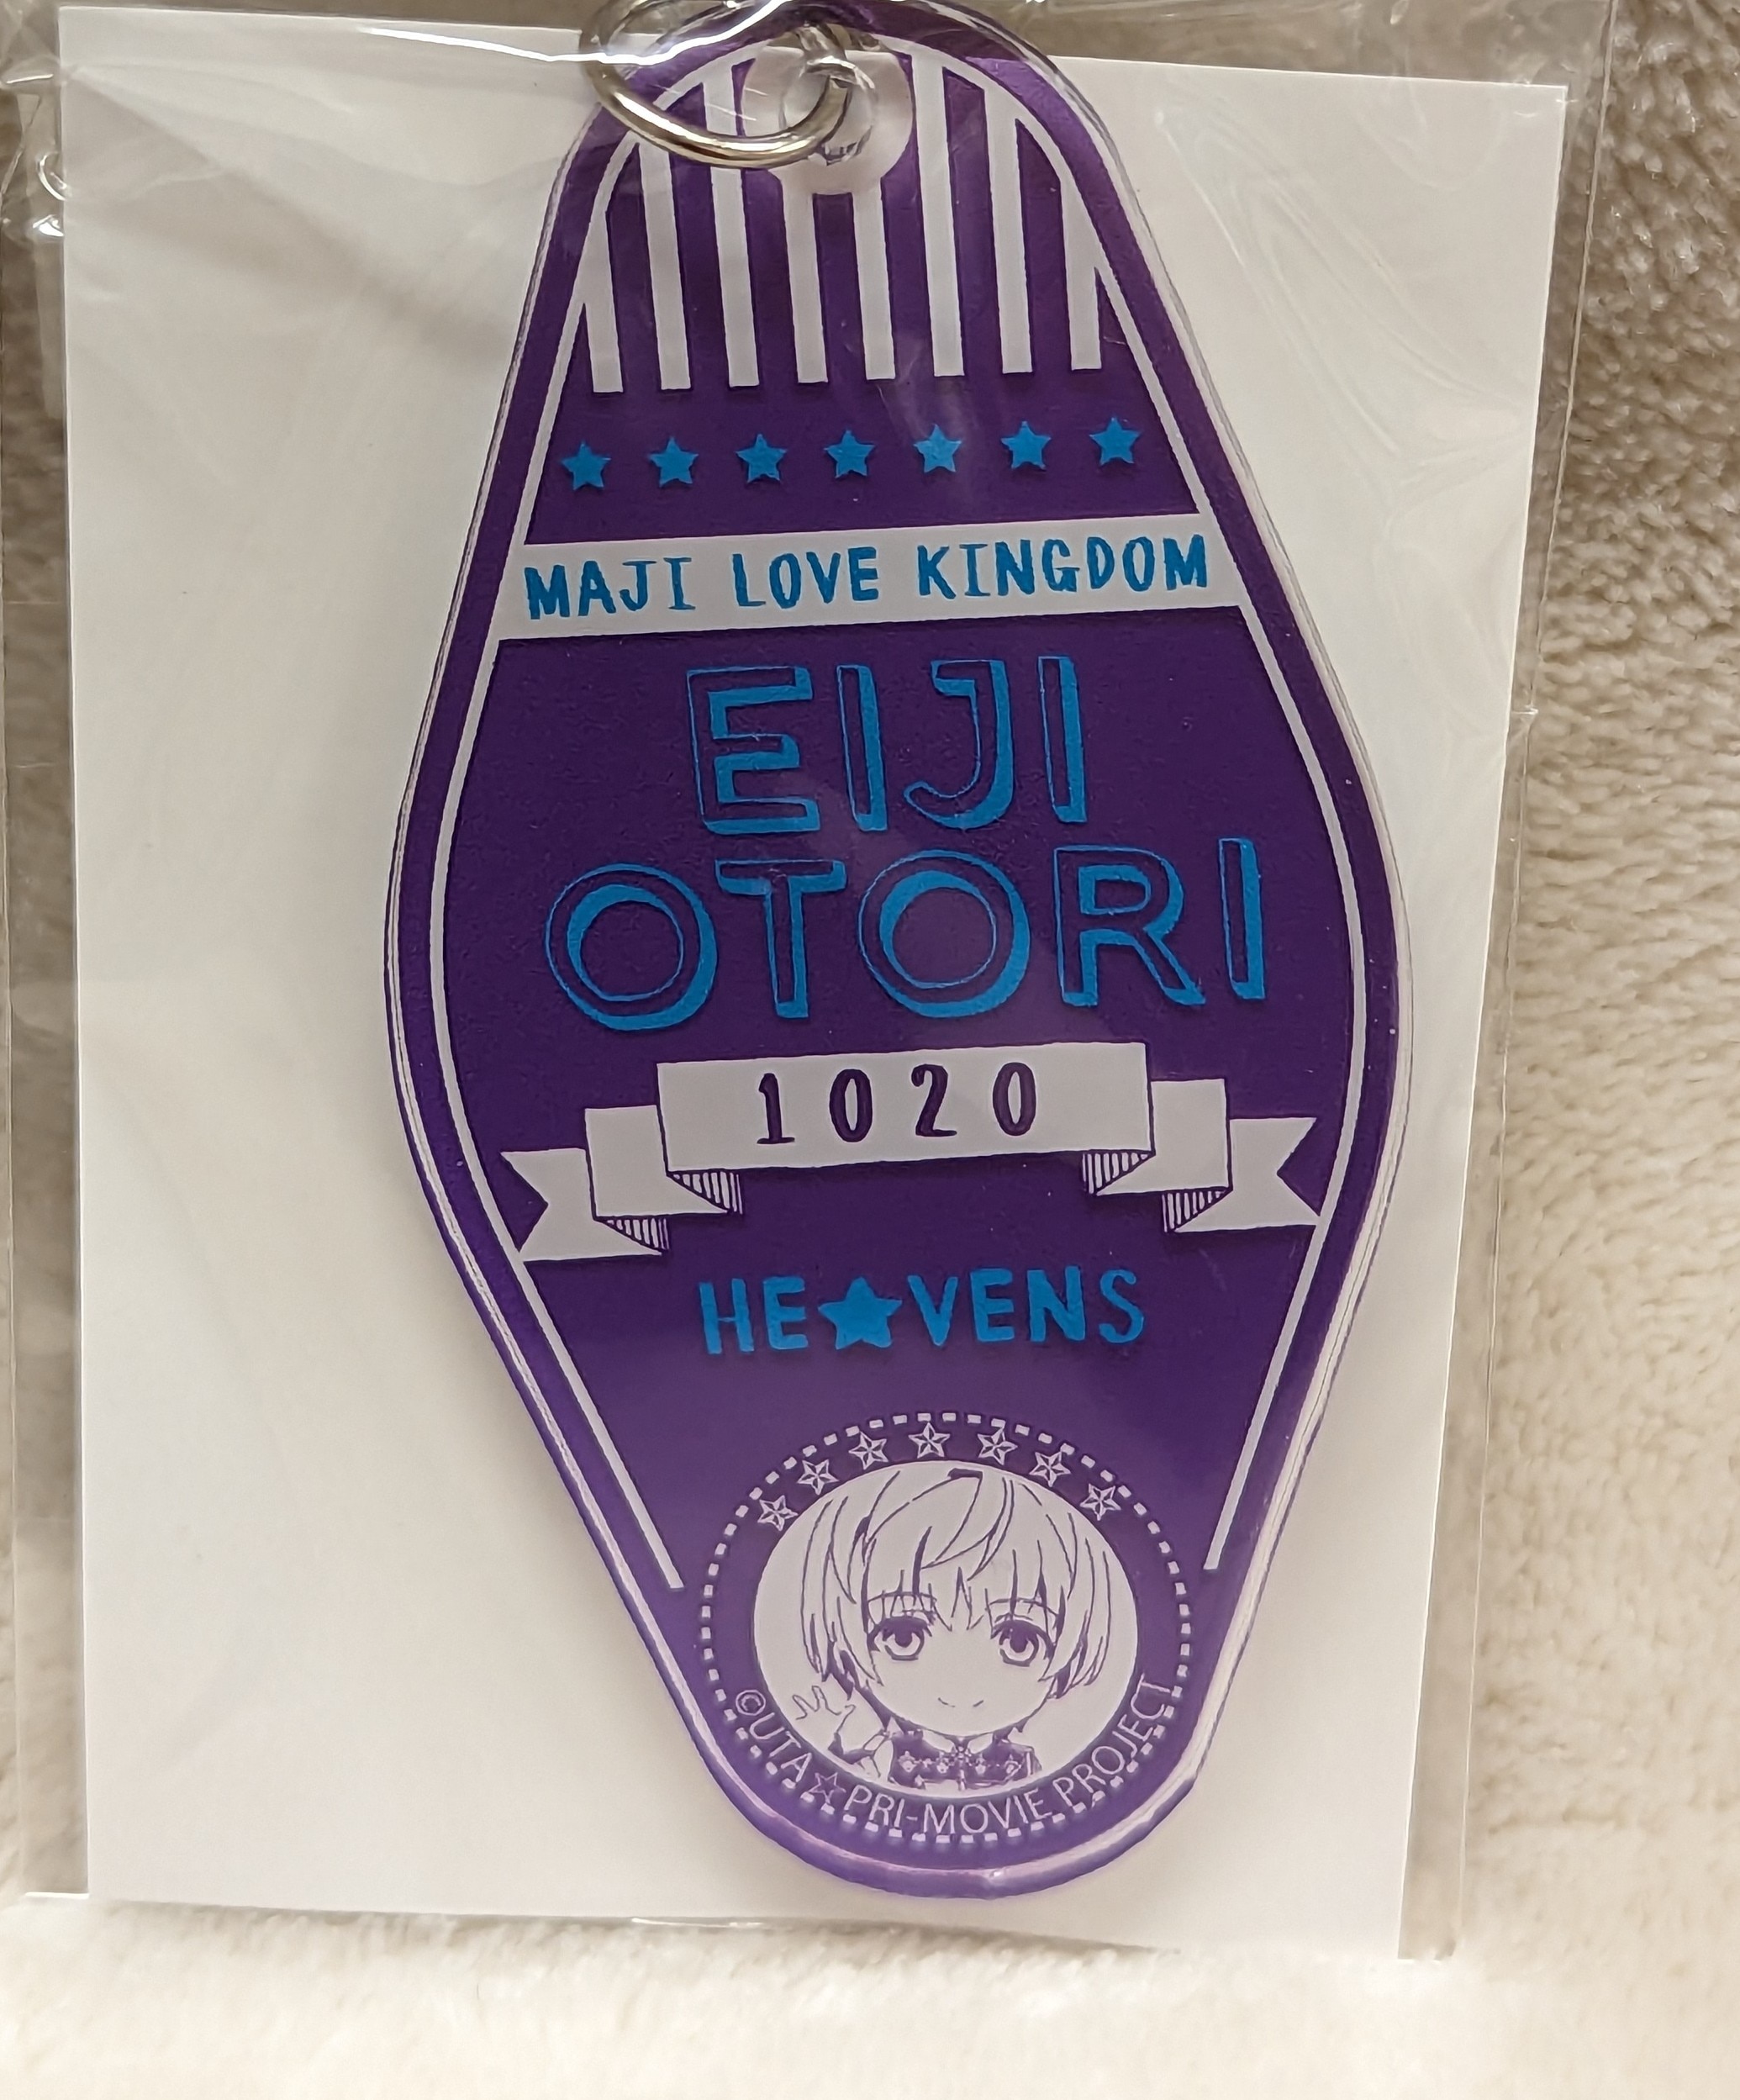 MAJI LOVE KINGDOM
EIJI
OTORI
1020
HE★VENS
©UTA☆PRI-MOVIE PROJECT